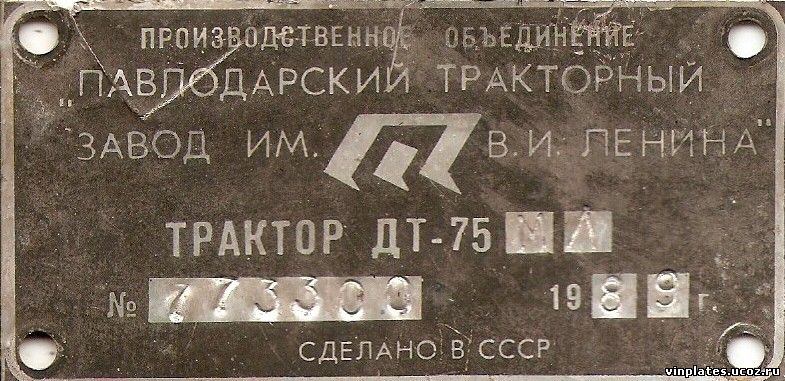 ПРОИЗВОДСТВЕННОЕ ОБЪЕДИНЕНИЕ
"ПАВЛОДАРСКИЙ ТРАКТОРНЫЙ
ЗАВОД ИМ. В.И. ЛЕНИНА"
ТРАКТОР ДТ-75 МЛ
№ 773300 1989 г.
СДЕЛАНО В СССР
vinplates.ucoz.ru